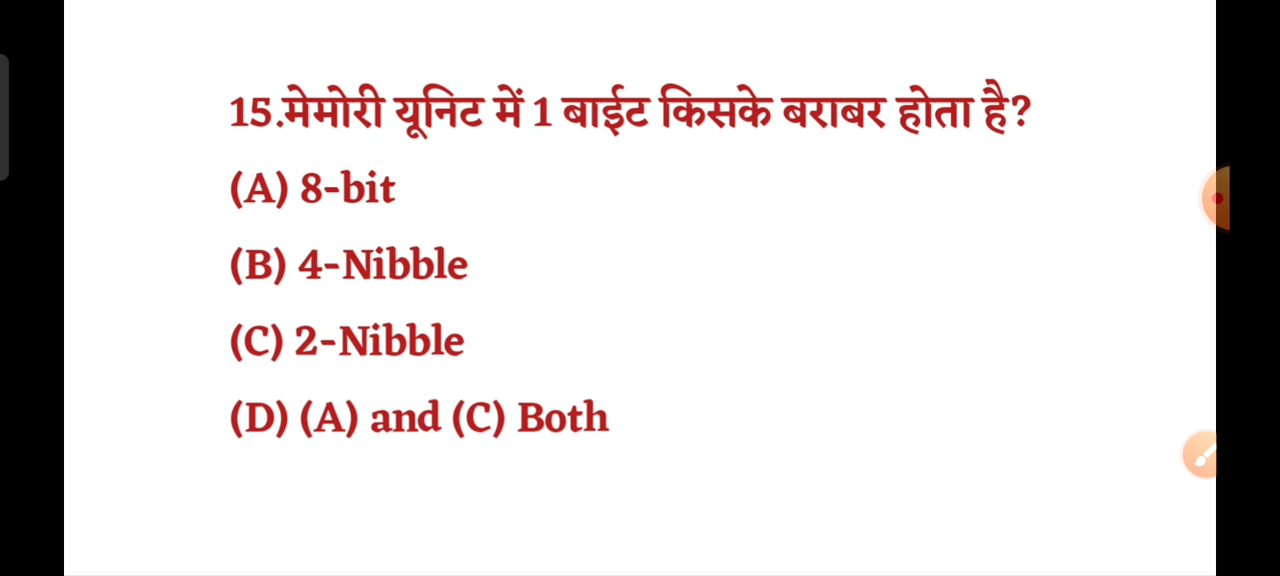 15.मेमोरी यूनिट में 1 बाईट किसके बराबर होता है?
(A) 8-bit
(B) 4-Nibble
(C) 2-Nibble
(D) (A) and (C) Both